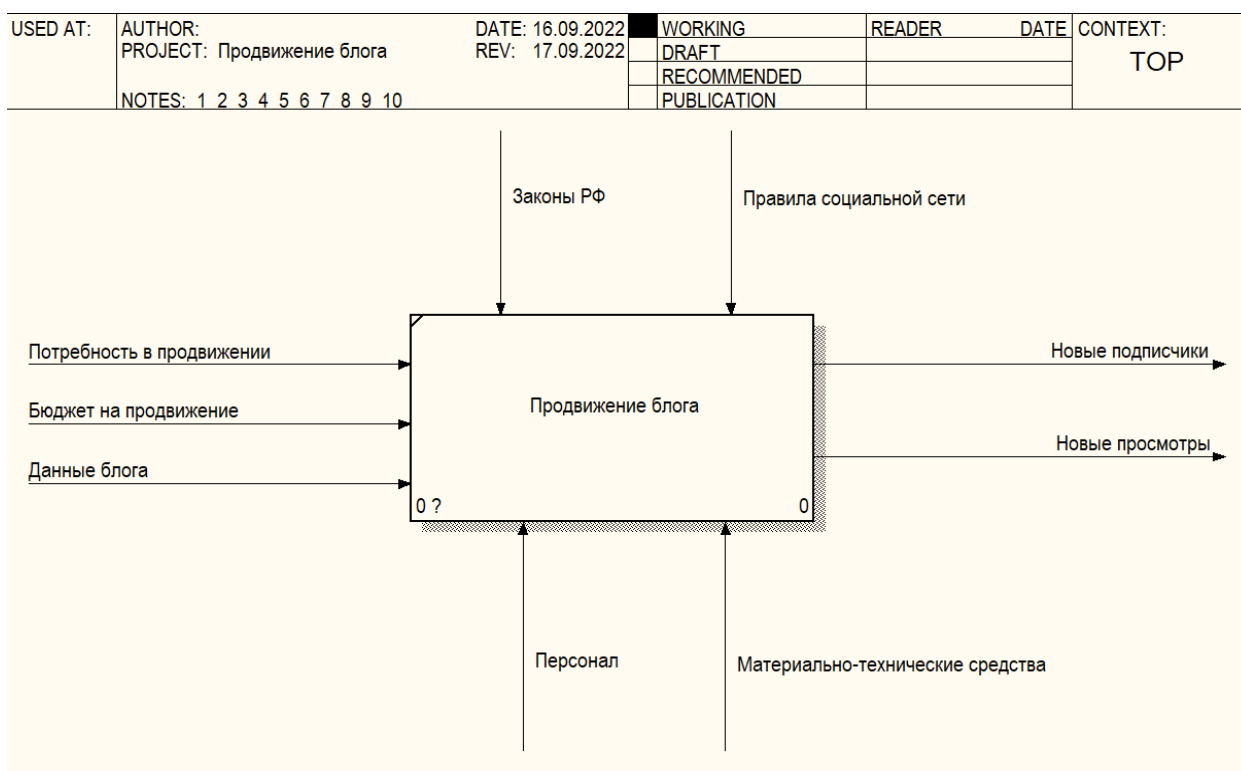 USED AT:
AUTHOR: DATE: 16.09.2022
PROJECT: Продвижение блога REV: 17.09.2022
NOTES: 1 2 3 4 5 6 7 8 9 10
WORKING
DRAFT
RECOMMENDED
PUBLICATION
READER DATE
CONTEXT:
TOP
Законы РФ
Правила социальной сети
Потребность в продвижении
Бюджет на продвижение
Данные блога
Продвижение блога
0 ? 0
Новые подписчики
Новые просмотры
Персонал
Материально-технические средства